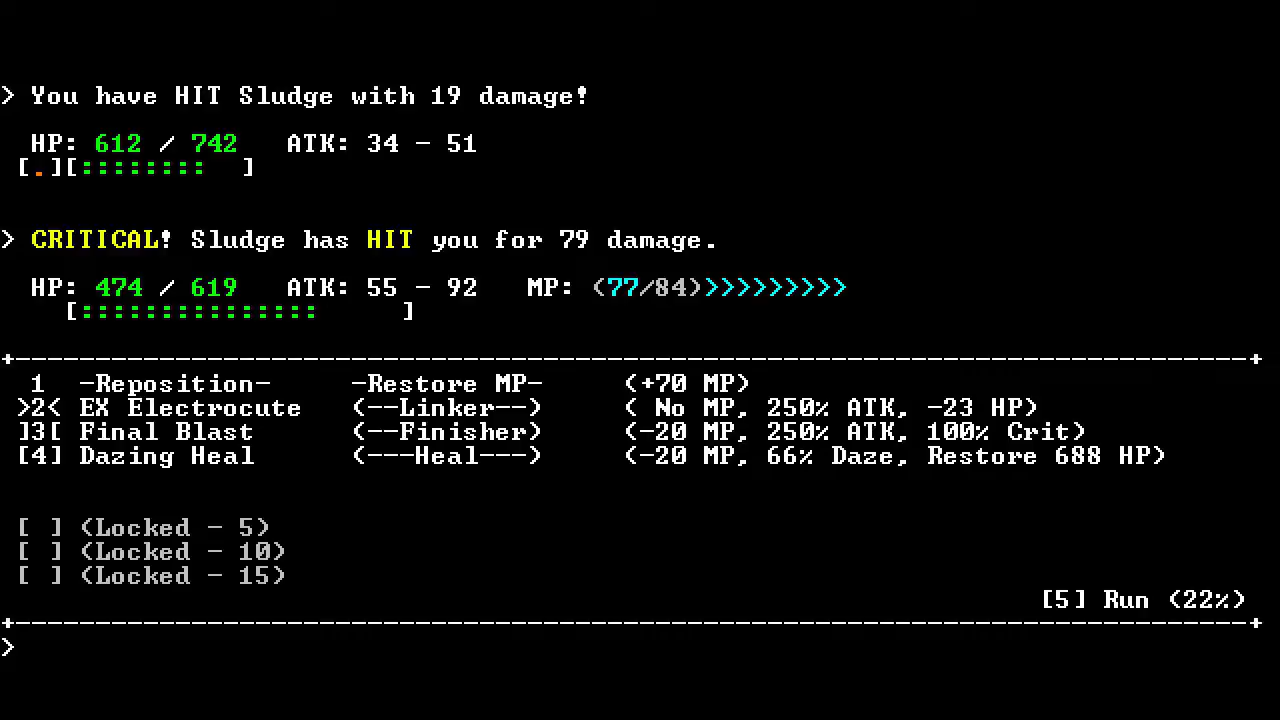 > You have HIT Sludge with 19 damage!
HP: 612 / 742 ATK: 34 - 51
[.][:::::::: ]
> CRITICAL! Sludge has HIT you for 79 damage.
HP: 474 / 619 ATK: 55 - 92 MP: (77/84)>>>>>>>>>
[::::::::::::::: ]
+------------------------------------------------------------------------------+
1 -Reposition- -Restore MP- (+70 MP)
>2< EX Electrocute (--Linker--) ( No MP, 250% ATK, -23 HP)
]3[ Final Blast (--Finisher) (-20 MP, 250% ATK, 100% Crit)
[4] Dazing Heal (---Heal---) (-20 MP, 66% Daze, Restore 688 HP)
[ ] (Locked - 5)
[ ] (Locked - 10)
[ ] (Locked - 15)
[5] Run (22%)
+------------------------------------------------------------------------------+
>